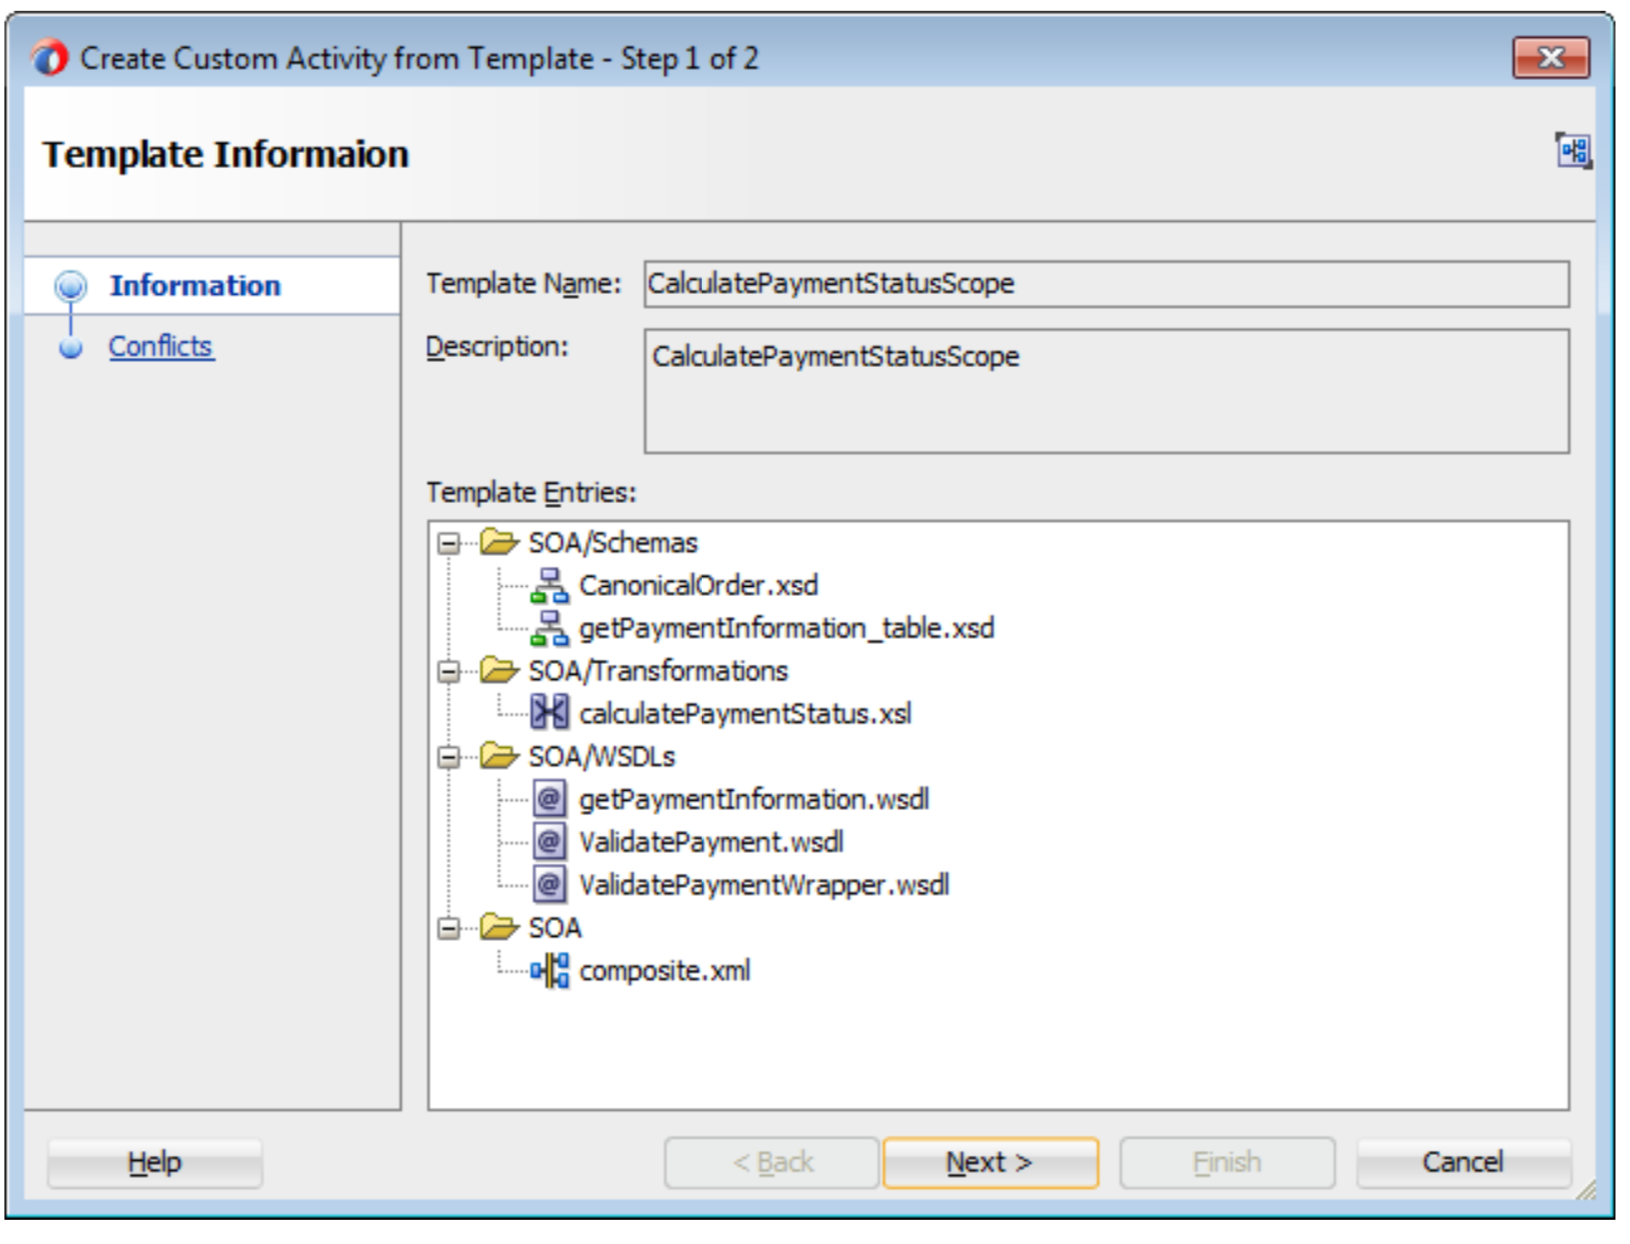 Create Custom Activity from Template - Step 1 of 2
Template Informaion
Information
Conflicts
Template Name: CalculatePaymentStatusScope
Description: CalculatePaymentStatusScope
Template Entries:
SOA/Schemas
CanonicalOrder.xsd
getPaymentInformation_table.xsd
SOA/Transformations
calculatePaymentStatus.xsl
SOA/WSDLs
getPaymentInformation.wsdl
ValidatePayment.wsdl
ValidatePaymentWrapper.wsdl
SOA
composite.xml
Help < Back Next > Finish Cancel